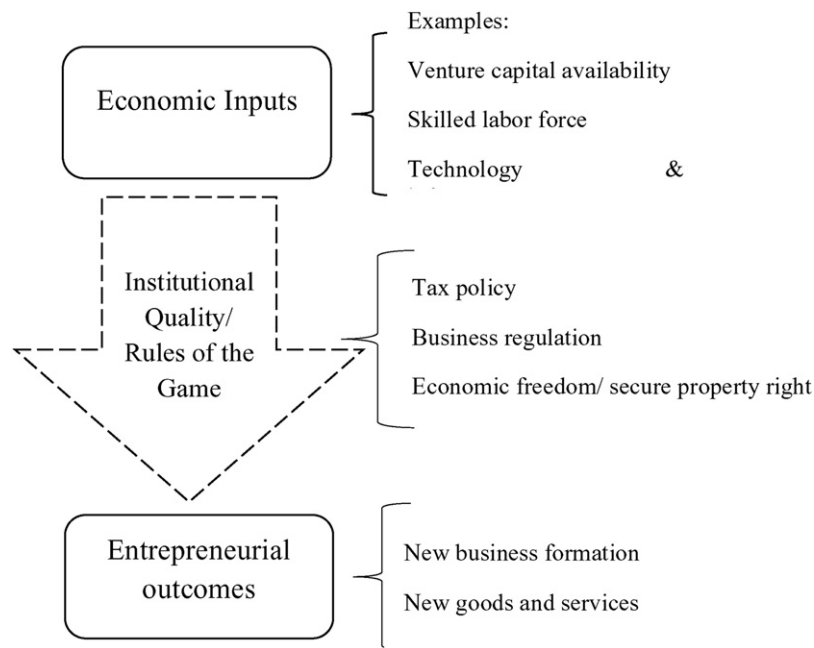 Examples:
Economic Inputs
Venture capital availability
Skilled labor force
Technology &
Institutional
Quality/
Rules of the
Game
Tax policy
Business regulation
Economic freedom/ secure property right
Entrepreneurial
outcomes
New business formation
New goods and services